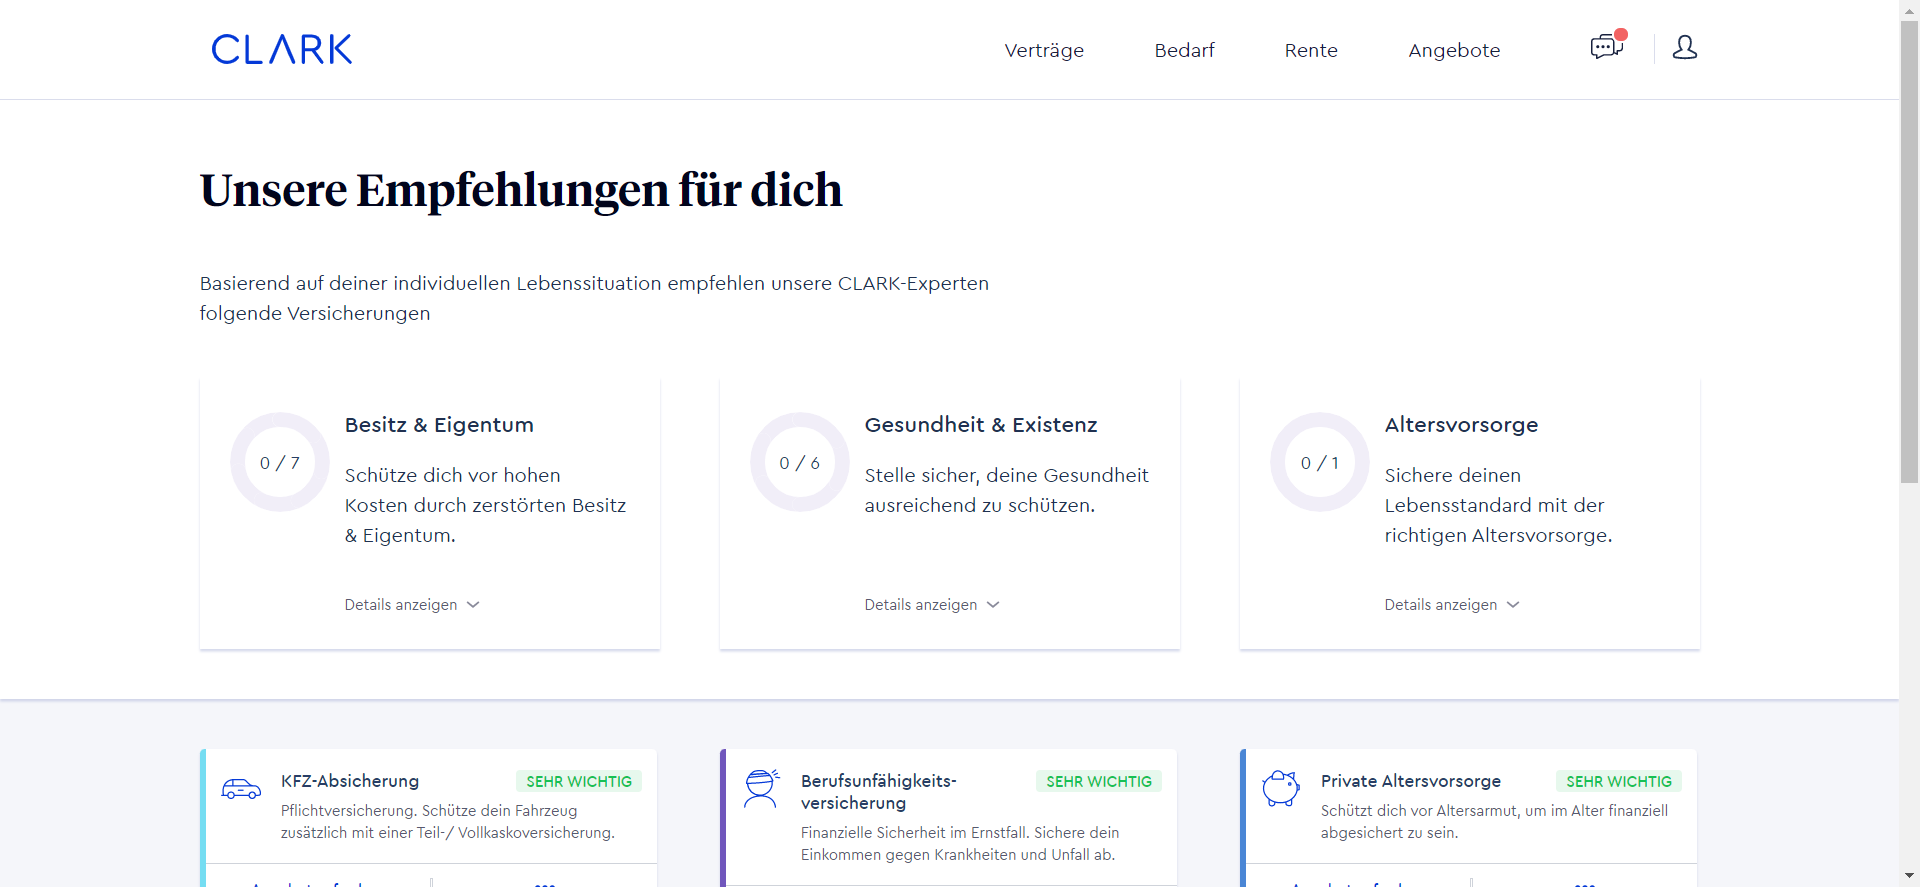 CLARK
Verträge
Bedarf
Rente
Angebote
Unsere Empfehlungen für dich
Basierend auf deiner individuellen Lebenssituation empfehlen unsere CLARK-Experten
folgende Versicherungen
0 / 7
Besitz & Eigentum
Schütze dich vor hohen
Kosten durch zerstörten Besitz
& Eigentum.
Details anzeigen
0 / 6
Gesundheit & Existenz
Stelle sicher, deine Gesundheit
ausreichend zu schützen.
Details anzeigen
0 / 1
Altersvorsorge
Sichere deinen
Lebensstandard mit der
richtigen Altersvorsorge.
Details anzeigen
KFZ-Absicherung
SEHR WICHTIG
Pflichtversicherung. Schütze dein Fahrzeug
zusätzlich mit einer Teil-/ Vollkaskoversicherung.
Berufsunfähigkeits-
versicherung
SEHR WICHTIG
Finanzielle Sicherheit im Ernstfall. Sichere dein
Einkommen gegen Krankheiten und Unfall ab.
Private Altersvorsorge
SEHR WICHTIG
Schützt dich vor Altersarmut, um im Alter finanziell
abgesichert zu sein.